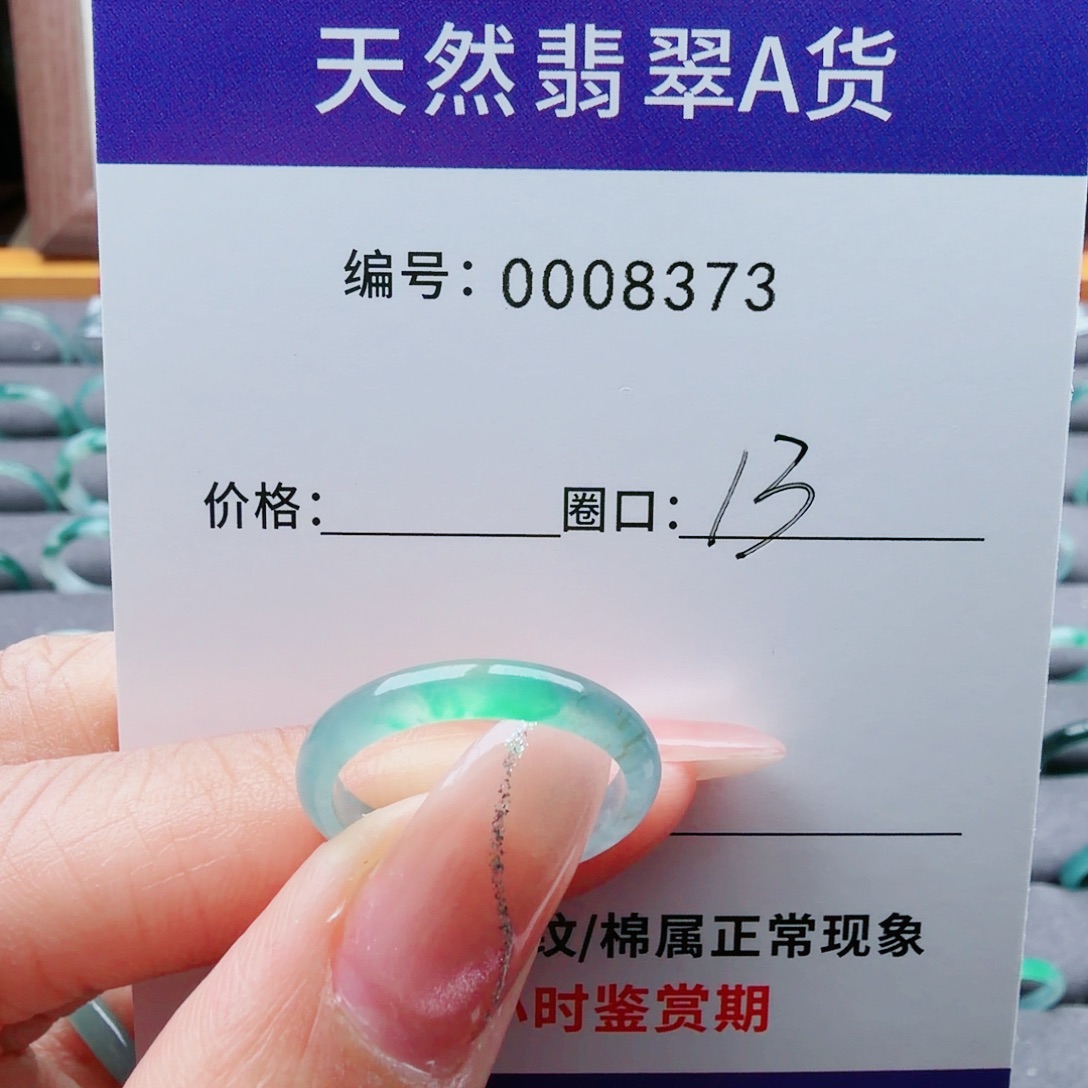 天然翡翠A货
编号：0008373
价格： 圈口：13
纹/棉属正常现象
小时鉴赏期